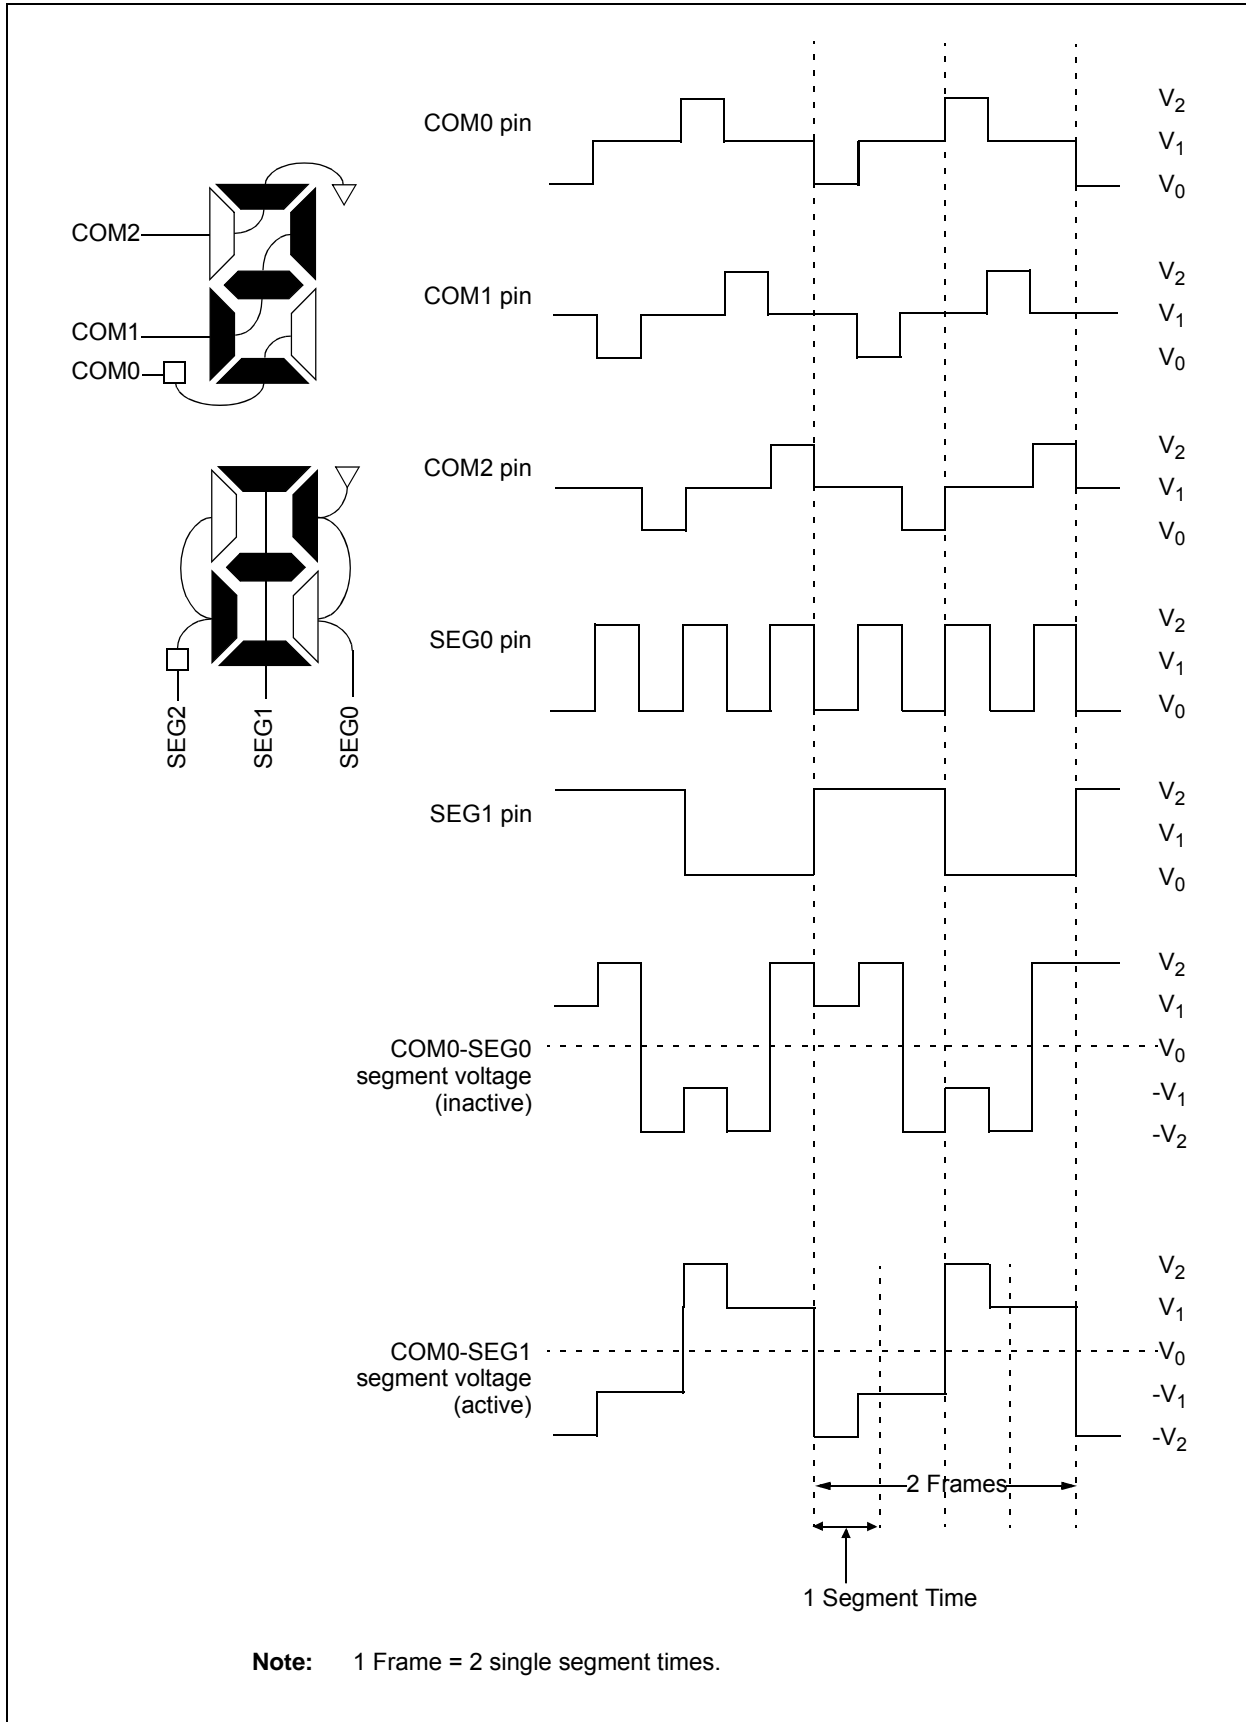 COM0 pin
V2
V1
V0
COM2
COM1
COM0
COM1 pin
V2
V1
V0
COM2 pin
V2
V1
V0
SEG2
SEG1
SEG0
SEG0 pin
V2
V1
V0
SEG1 pin
V2
V1
V0
COM0-SEG0
segment voltage
(inactive)
V2
V1
V0
-V1
-V2
COM0-SEG1
segment voltage
(active)
V2
V1
V0
-V1
-V2
2 Frames
1 Segment Time
Note: 1 Frame = 2 single segment times.